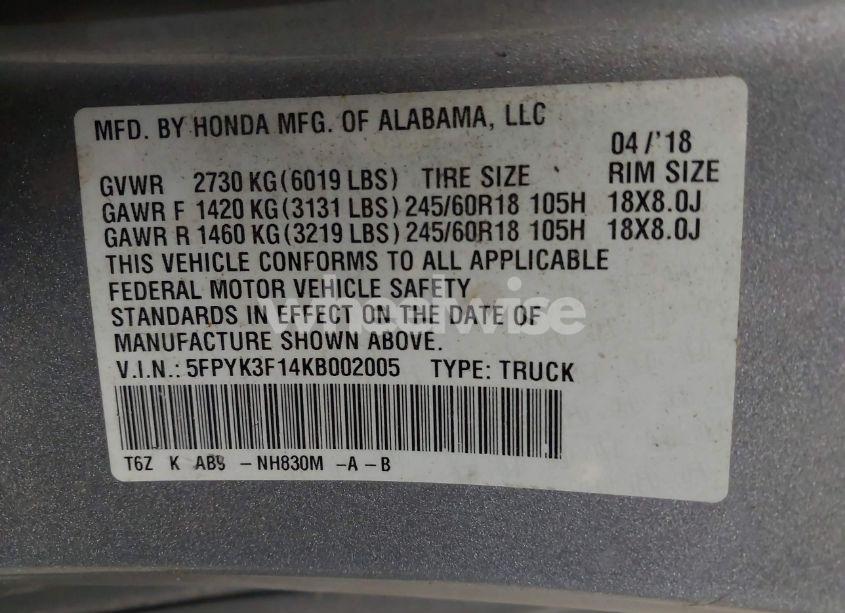 MFD. BY HONDA MFG. OF ALABAMA, LLC
04/'18
GVWR 2730 KG(6019 LBS) TIRE SIZE RIM SIZE
GAWR F 1420 KG(3131 LBS) 245/60R18 105H 18X8.0J
GAWR R 1460 KG(3219 LBS) 245/60R18 105H 18X8.0J
THIS VEHICLE CONFORMS TO ALL APPLICABLE
FEDERAL MOTOR VEHICLE SAFETY
STANDARDS IN EFFECT ON THE DATE OF
MANUFACTURE SHOWN ABOVE.
V.I.N.: 5FPYK3F14KB002005 TYPE: TRUCK
T6Z K AB9 -NH830M -A-B
wheelwise